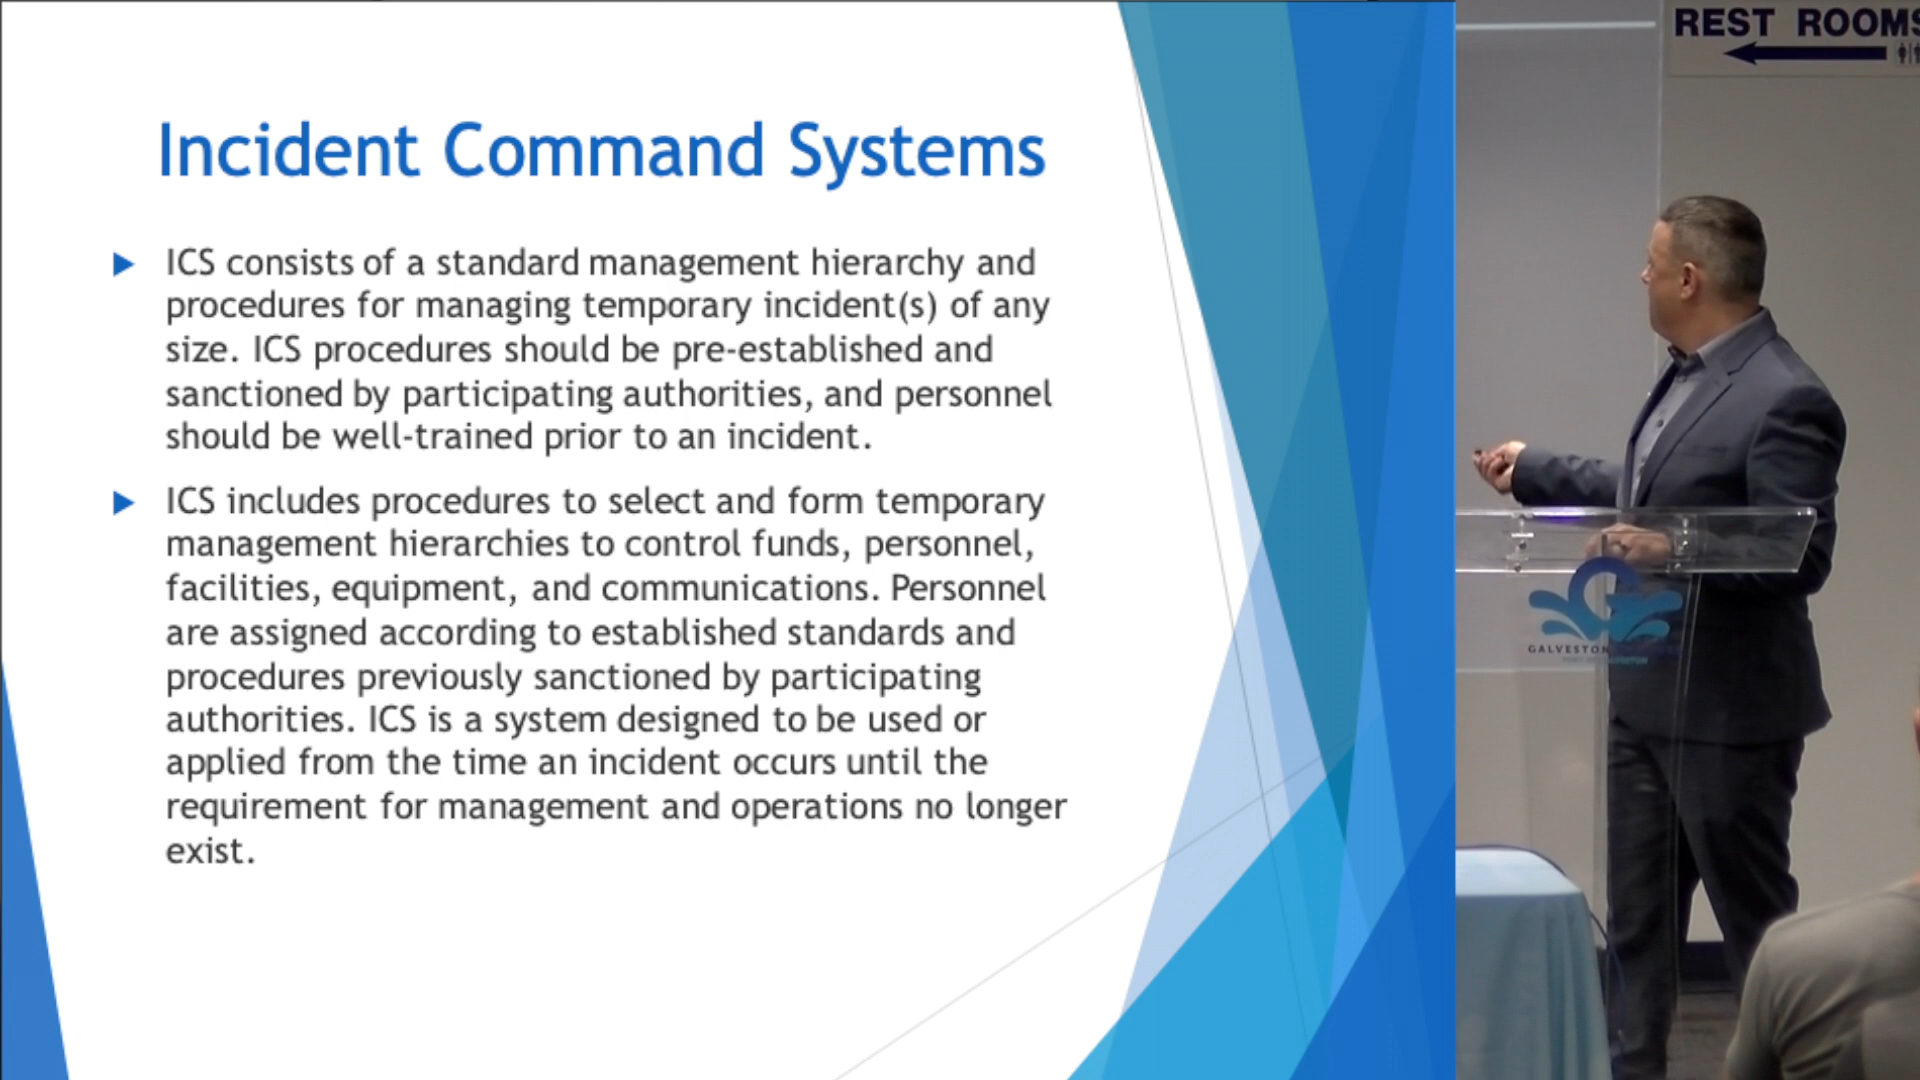 Incident Command Systems
ICS consists of a standard management hierarchy and
procedures for managing temporary incident(s) of any
size. ICS procedures should be pre-established and
sanctioned by participating authorities, and personnel
should be well-trained prior to an incident.
ICS includes procedures to select and form temporary
management hierarchies to control funds, personnel,
facilities, equipment, and communications. Personnel
are assigned according to established standards and
procedures previously sanctioned by participating
authorities. ICS is a system designed to be used or
applied from the time an incident occurs until the
requirement for management and operations no longer
exist.
REST ROOMS
GALVESTON